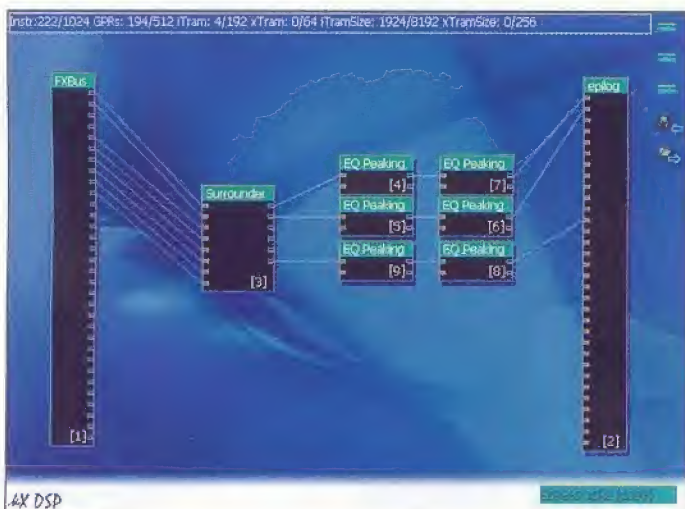 Instr:222/1024 GPRs: 194/512 iTram: 4/192 xTram: 0/64 iTramSize: 1924/8192 xTramSize: 0/256
FXBus
epilog
EQ Peaking
EQ Peaking
[4]
[7]
Surrounder
EQ Peaking
EQ Peaking
[5]
[6]
EQ Peaking
EQ Peaking
[9]
[8]
[3]
[1]
[2]
kX DSP